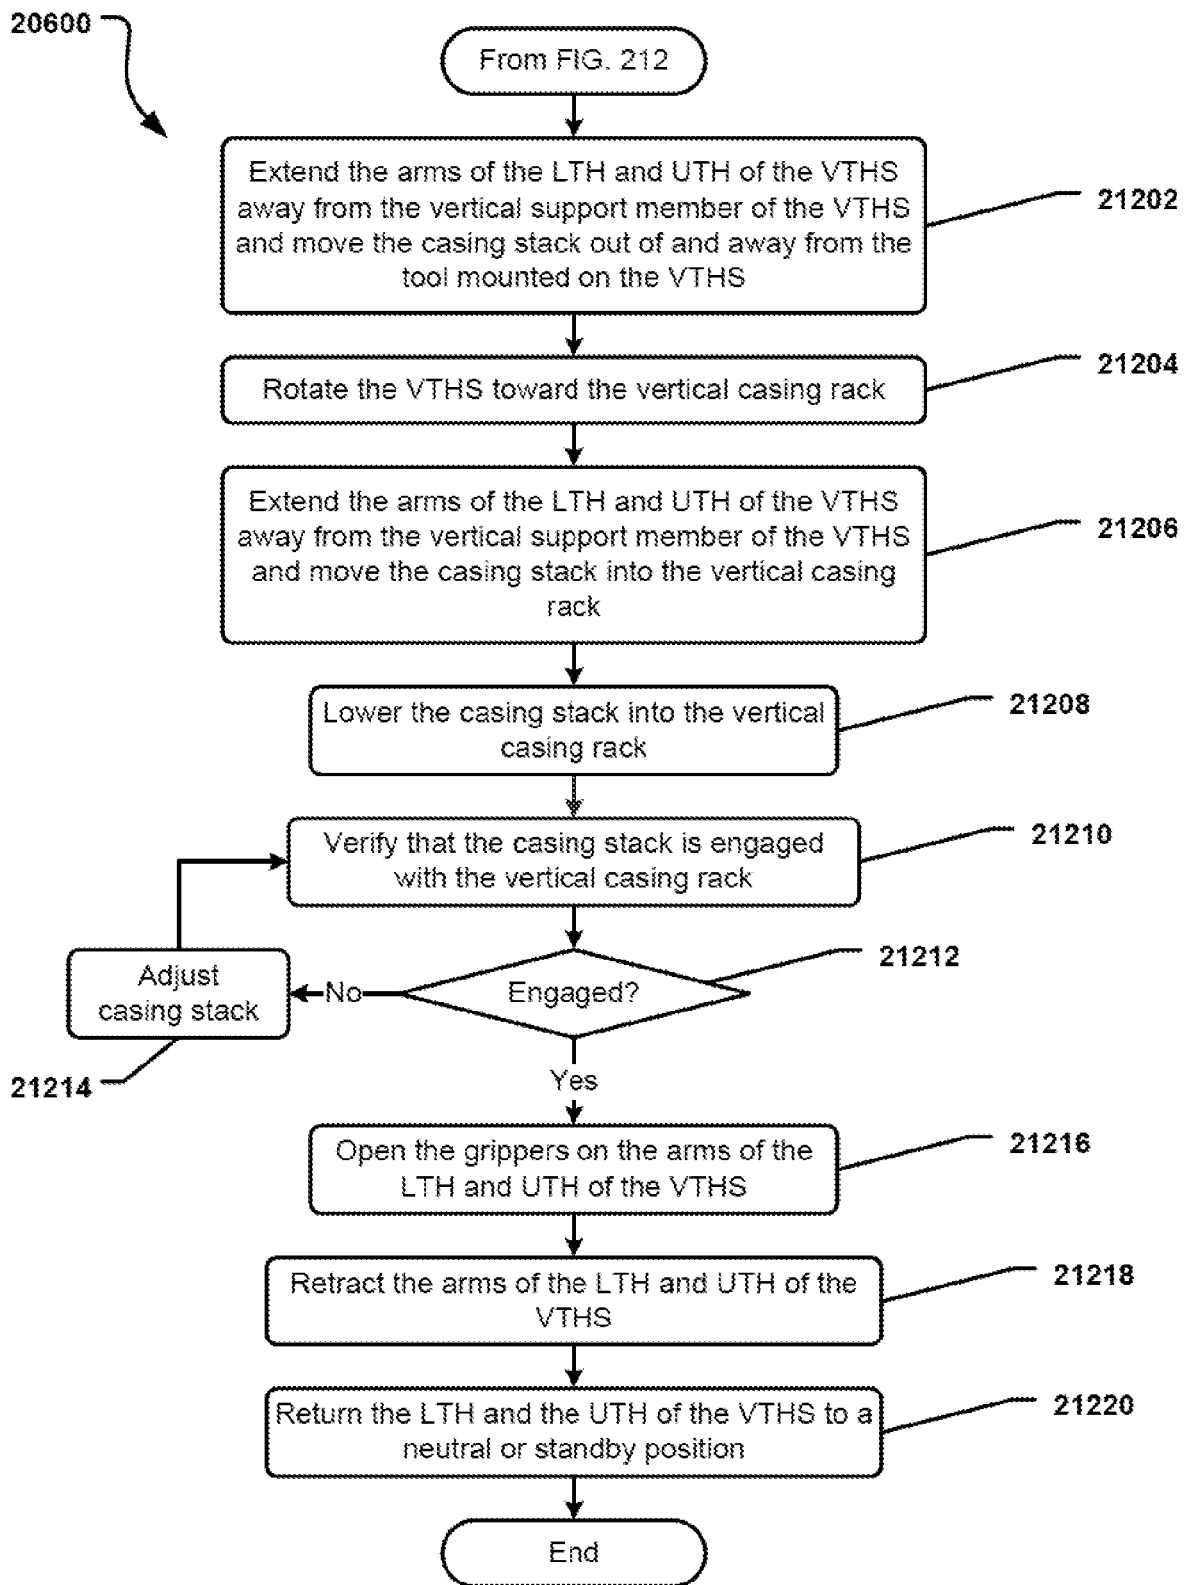 20600
From FIG. 212
Extend the arms of the LTH and UTH of the VTHS
away from the vertical support member of the VTHS
and move the casing stack out of and away from the
tool mounted on the VTHS
21202
Rotate the VTHS toward the vertical casing rack
21204
Extend the arms of the LTH and UTH of the VTHS
away from the vertical support member of the VTHS
and move the casing stack into the vertical casing
rack
21206
Lower the casing stack into the vertical
casing rack
21208
Verify that the casing stack is engaged
with the vertical casing rack
21210
Engaged?
21212
No
Adjust
casing stack
21214
Yes
Open the grippers on the arms of the
LTH and UTH of the VTHS
21216
Retract the arms of the LTH and UTH of the
VTHS
21218
Return the LTH and the UTH of the VTHS to a
neutral or standby position
21220
End